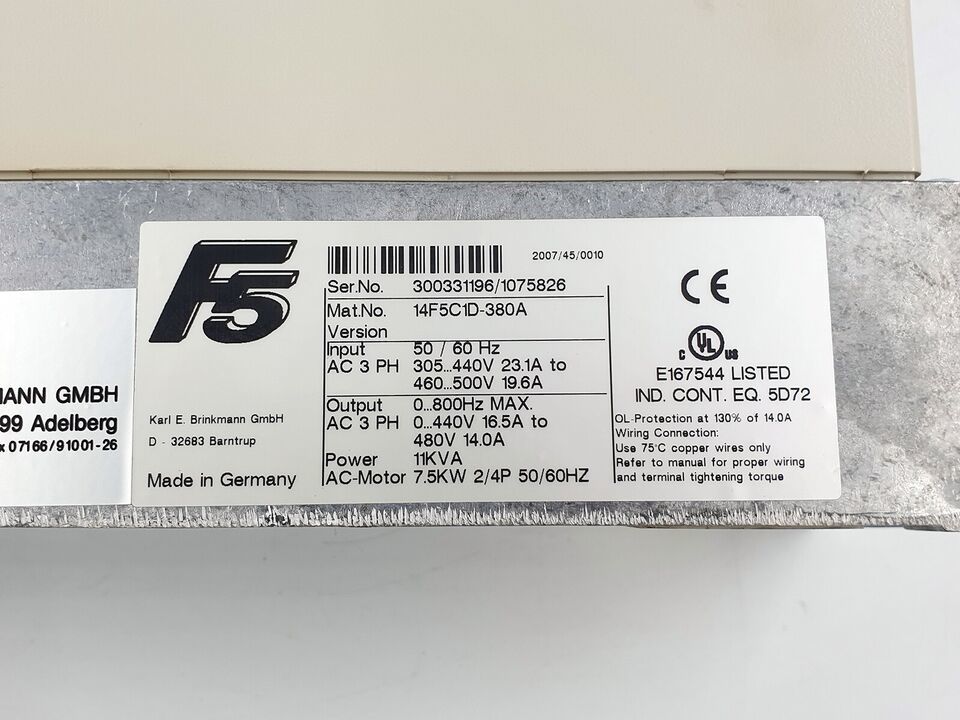 MANN GMBH
99 Adelberg
x 07166/91001-26
F5
Karl E. Brinkmann GmbH
D - 32683 Barntrup
Made in Germany
2007/45/0010
Ser.No. 300331196/1075826
Mat.No. 14F5C1D-380A
Version
Input 50 / 60 Hz
AC 3 PH 305...440V 23.1A to
460...500V 19.6A
Output 0...800Hz MAX.
AC 3 PH 0...440V 16.5A to
480V 14.0A
Power 11KVA
AC-Motor 7.5KW 2/4P 50/60HZ
CE
c UL us
E167544 LISTED
IND. CONT. EQ. 5D72
OL-Protection at 130% of 14.0A
Wiring Connection:
Use 75°C copper wires only
Refer to manual for proper wiring
and terminal tightening torque